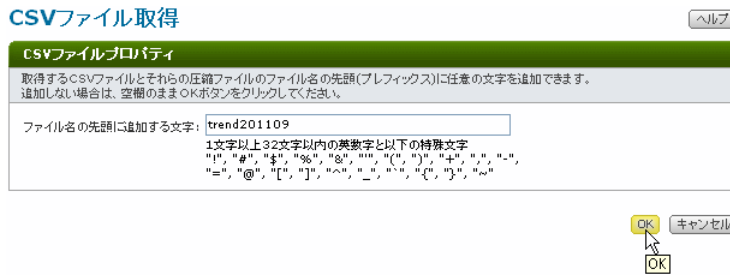 CSVファイル取得
ヘルプ
CSVファイルプロパティ
取得するCSVファイルとそれらの圧縮ファイルのファイル名の先頭(プレフィックス)に任意の文字を追加できます。
追加しない場合は、空欄のままOKボタンをクリックしてください。
ファイル名の先頭に追加する文字: trend201109
1文字以上32文字以内の英数字と以下の特殊文字
"!", "#", "$", "%", "&", "'", "(", ")", "+", ",", "-",
"=", "@", "[", "]", "^", "_", "`", "{", "}", "~"
OK キャンセル
OK